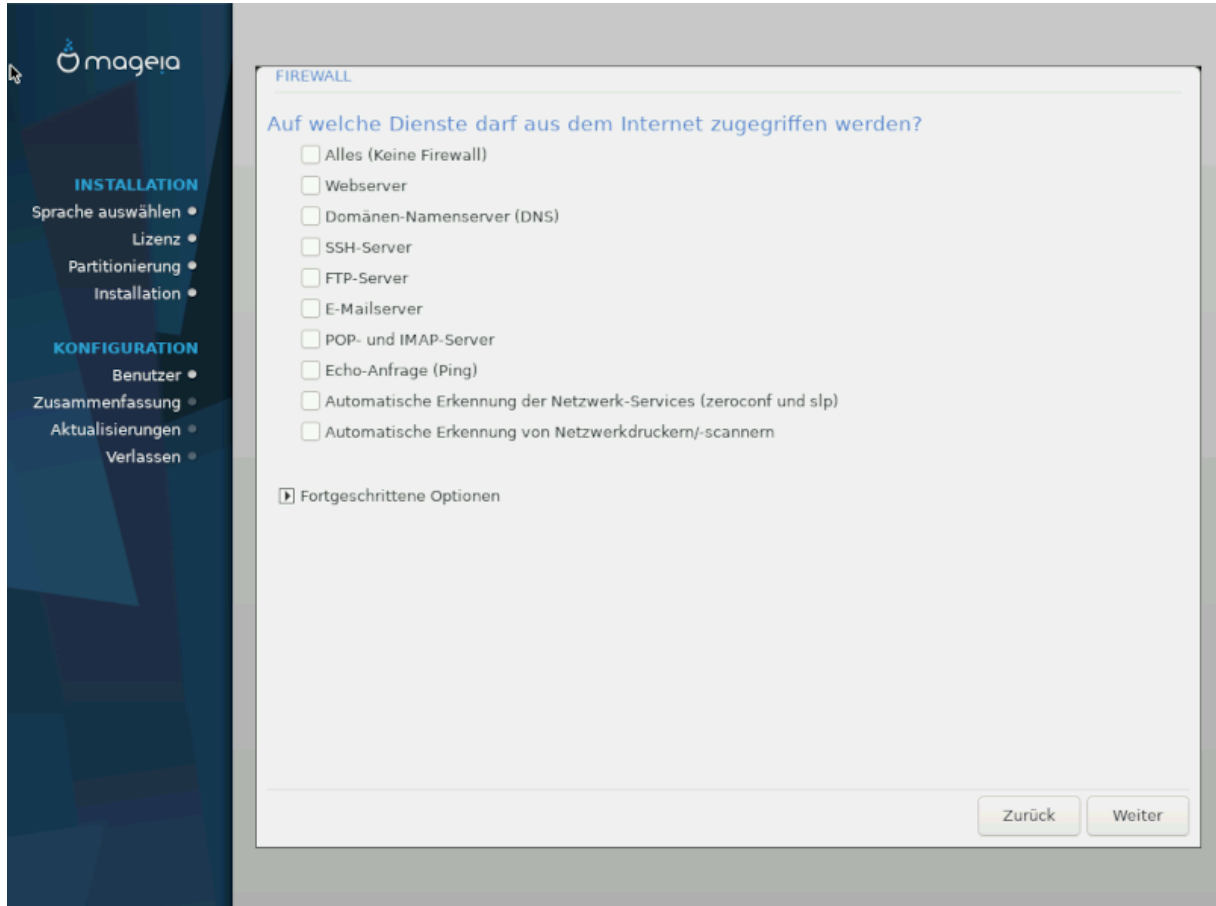 mageia
INSTALLATION
Sprache auswählen
Lizenz
Partitionierung
Installation
KONFIGURATION
Benutzer
Zusammenfassung
Aktualisierungen
Verlassen
FIREWALL
Auf welche Dienste darf aus dem Internet zugegriffen werden?
Alles (Keine Firewall)
Webserver
Domänen-Namenserver (DNS)
SSH-Server
FTP-Server
E-Mailserver
POP- und IMAP-Server
Echo-Anfrage (Ping)
Automatische Erkennung der Netzwerk-Services (zeroconf und slp)
Automatische Erkennung von Netzwerkdruckern/-scannern
Fortgeschrittene Optionen
Zurück
Weiter